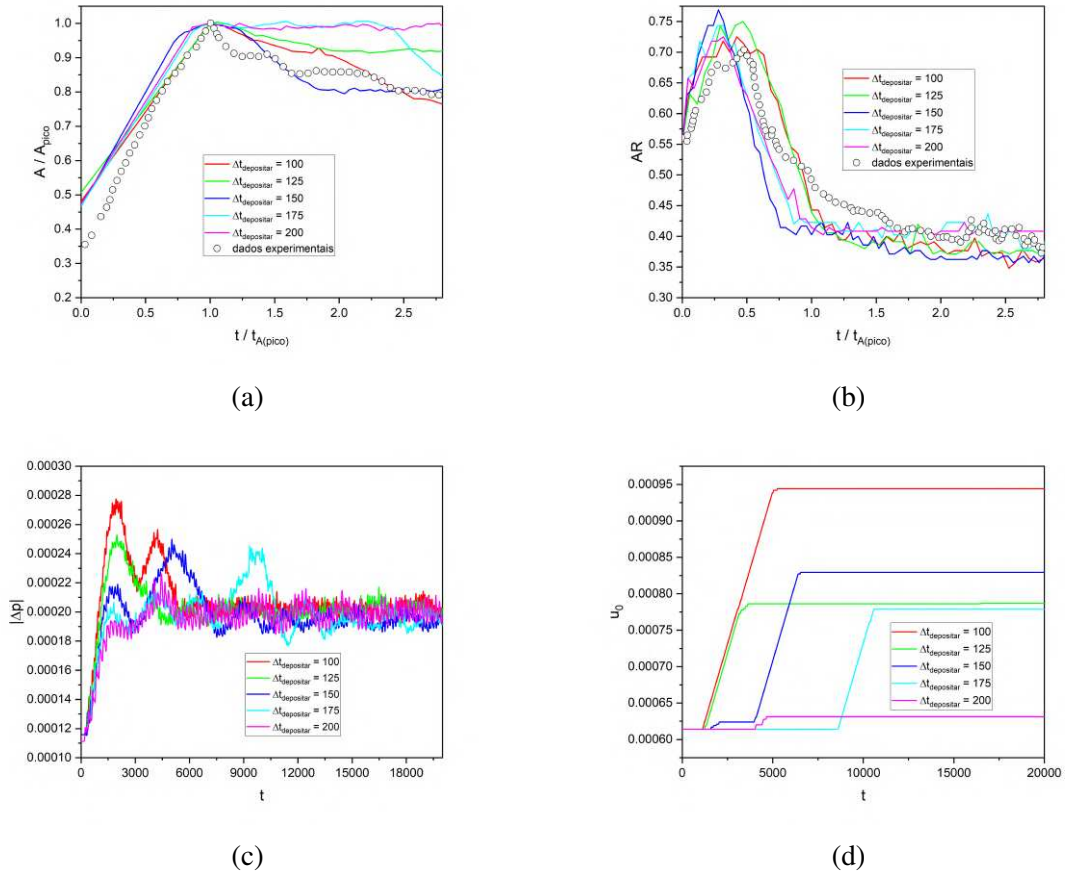 1.0
0.9
0.8
0.7
0.6
0.5
0.4
0.3
0.2
A / A_pico
0.0 0.5 1.0 1.5 2.0 2.5
t / t_A(pico)
Δt_depositar = 100
Δt_depositar = 125
Δt_depositar = 150
Δt_depositar = 175
Δt_depositar = 200
dados experimentais
(a)
0.75
0.70
0.65
0.60
0.55
0.50
0.45
0.40
0.35
0.30
AR
0.0 0.5 1.0 1.5 2.0 2.5
t / t_A(pico)
Δt_depositar = 100
Δt_depositar = 125
Δt_depositar = 150
Δt_depositar = 175
Δt_depositar = 200
dados experimentais
(b)
0.00030
0.00028
0.00026
0.00024
0.00022
0.00020
0.00018
0.00016
0.00014
0.00012
0.00010
|Δp|
0 3000 6000 9000 12000 15000 18000
t
Δt_depositar = 100
Δt_depositar = 125
Δt_depositar = 150
Δt_depositar = 175
Δt_depositar = 200
(c)
0.00095
0.00090
0.00085
0.00080
0.00075
0.00070
0.00065
0.00060
u_0
0 5000 10000 15000 20000
t
Δt_depositar = 100
Δt_depositar = 125
Δt_depositar = 150
Δt_depositar = 175
Δt_depositar = 200
(d)